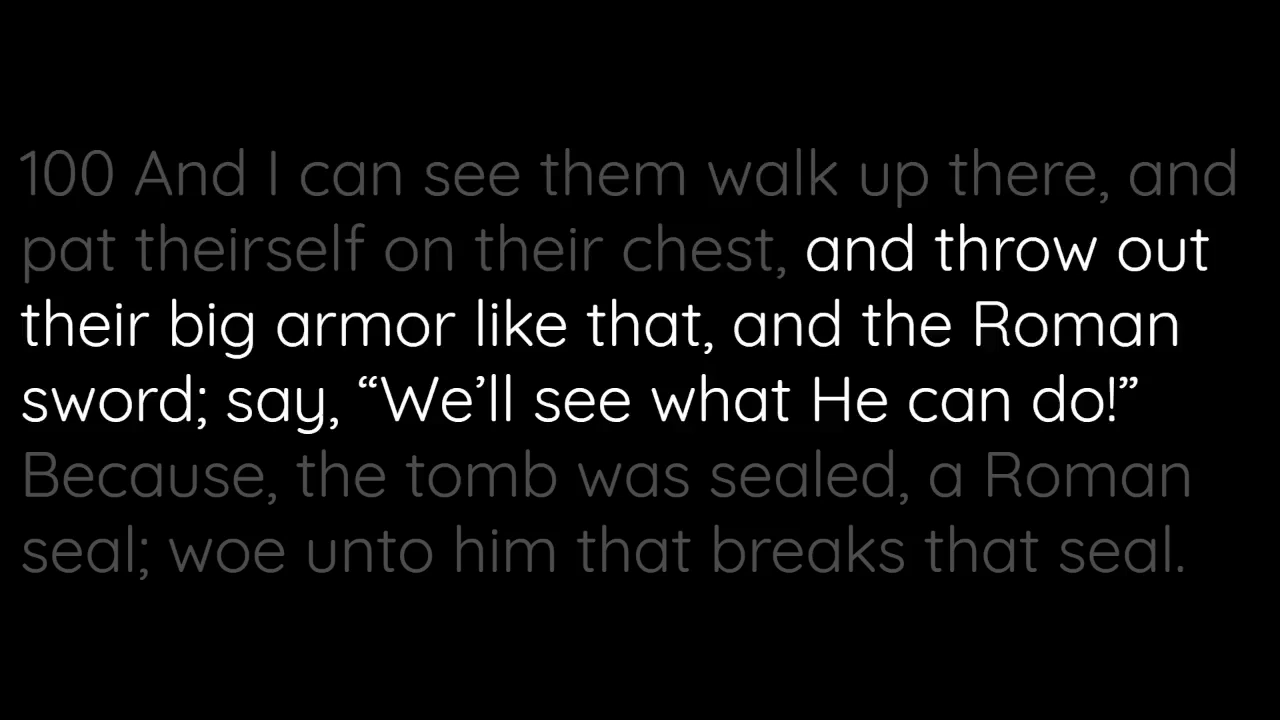 100 And I can see them walk up there, and
pat theirself on their chest, and throw out
their big armor like that, and the Roman
sword; say, “We’ll see what He can do!”
Because, the tomb was sealed, a Roman
seal; woe unto him that breaks that seal.